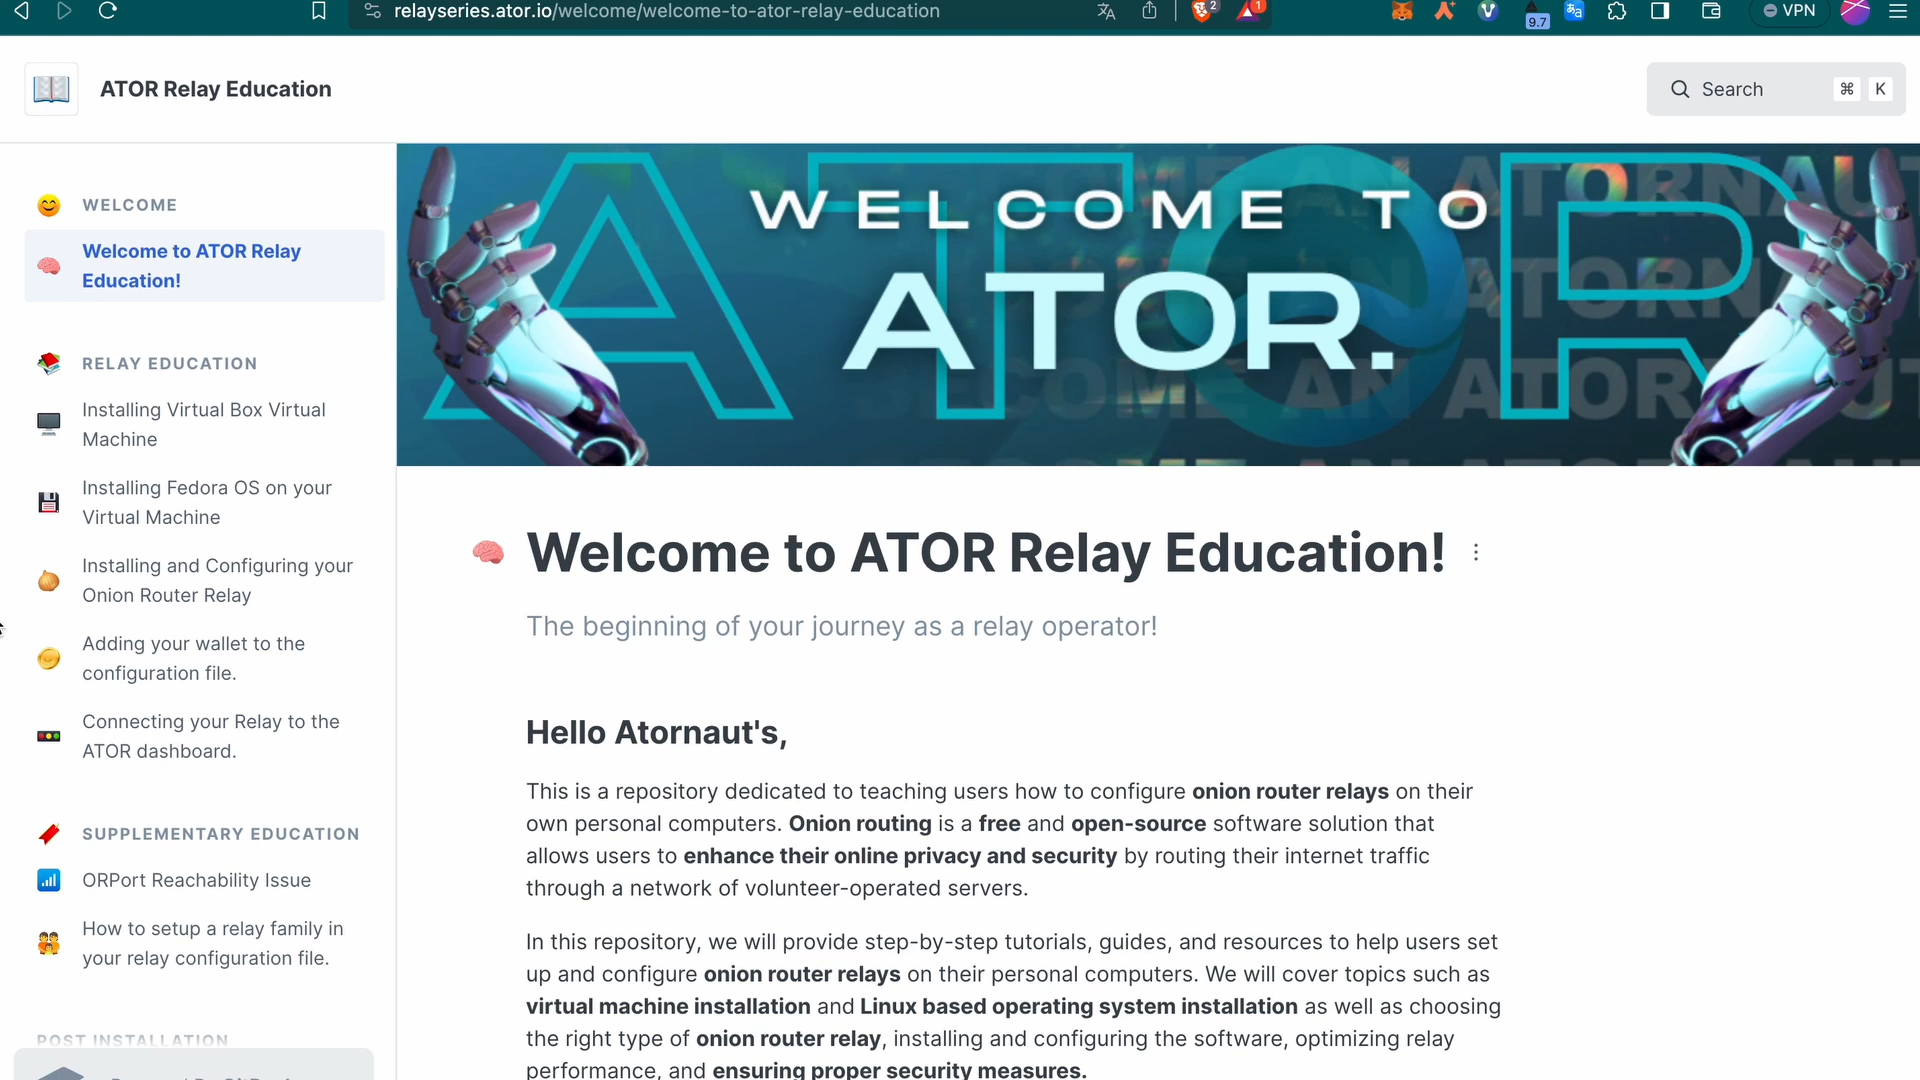 relayseries.ator.io/welcome/welcome-to-ator-relay-education
2
1
9.7
VPN
ATOR Relay Education
Search
⌘ K
WELCOME
Welcome to ATOR Relay
Education!
RELAY EDUCATION
Installing Virtual Box Virtual
Machine
Installing Fedora OS on your
Virtual Machine
Installing and Configuring your
Onion Router Relay
Adding your wallet to the
configuration file.
Connecting your Relay to the
ATOR dashboard.
SUPPLEMENTARY EDUCATION
ORPort Reachability Issue
How to setup a relay family in
your relay configuration file.
POST INSTALLATION
ATOR
WELCOME TO
ATOR.
Welcome to ATOR Relay Education!
The beginning of your journey as a relay operator!
Hello Atornaut's,
This is a repository dedicated to teaching users how to configure onion router relays on their
own personal computers. Onion routing is a free and open-source software solution that
allows users to enhance their online privacy and security by routing their internet traffic
through a network of volunteer-operated servers.
In this repository, we will provide step-by-step tutorials, guides, and resources to help users set
up and configure onion router relays on their personal computers. We will cover topics such as
virtual machine installation and Linux based operating system installation as well as choosing
the right type of onion router relay, installing and configuring the software, optimizing relay
performance, and ensuring proper security measures.